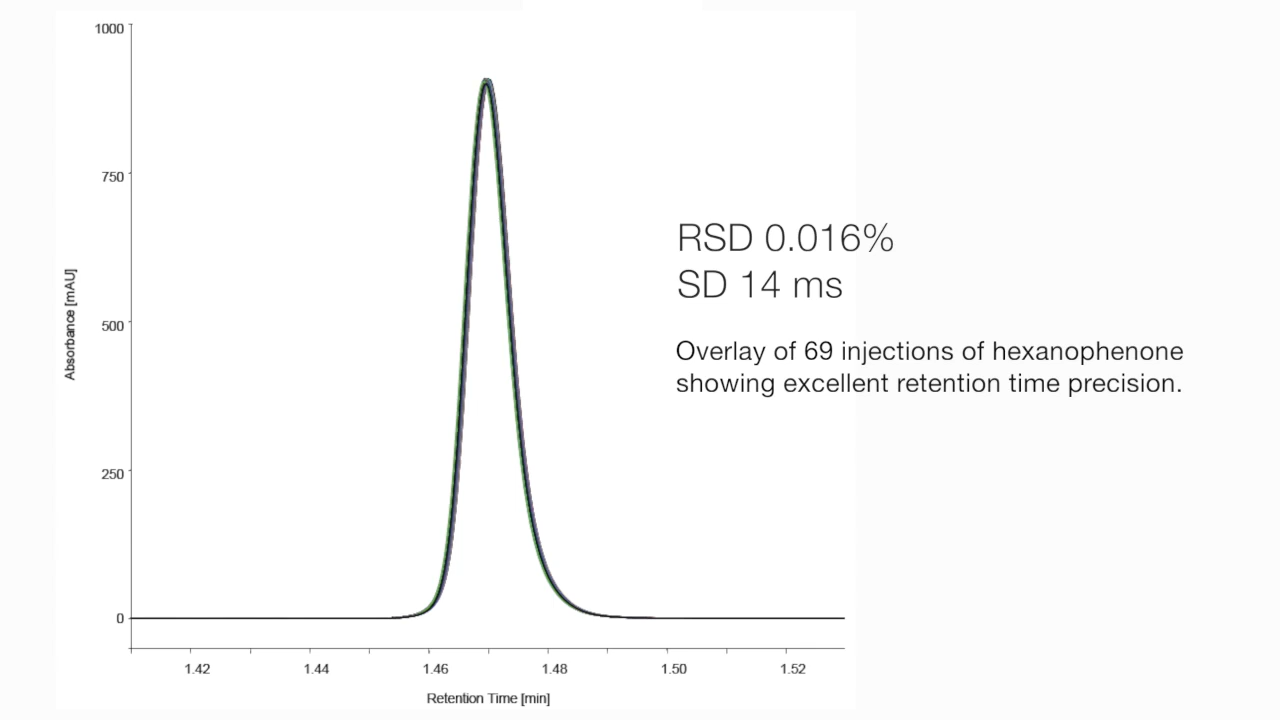 1000
750
500
250
0
Absorbance [mAU]
1.42 1.44 1.46 1.48 1.50 1.52
Retention Time [min]
RSD 0.016%
SD 14 ms
Overlay of 69 injections of hexanophenone
showing excellent retention time precision.